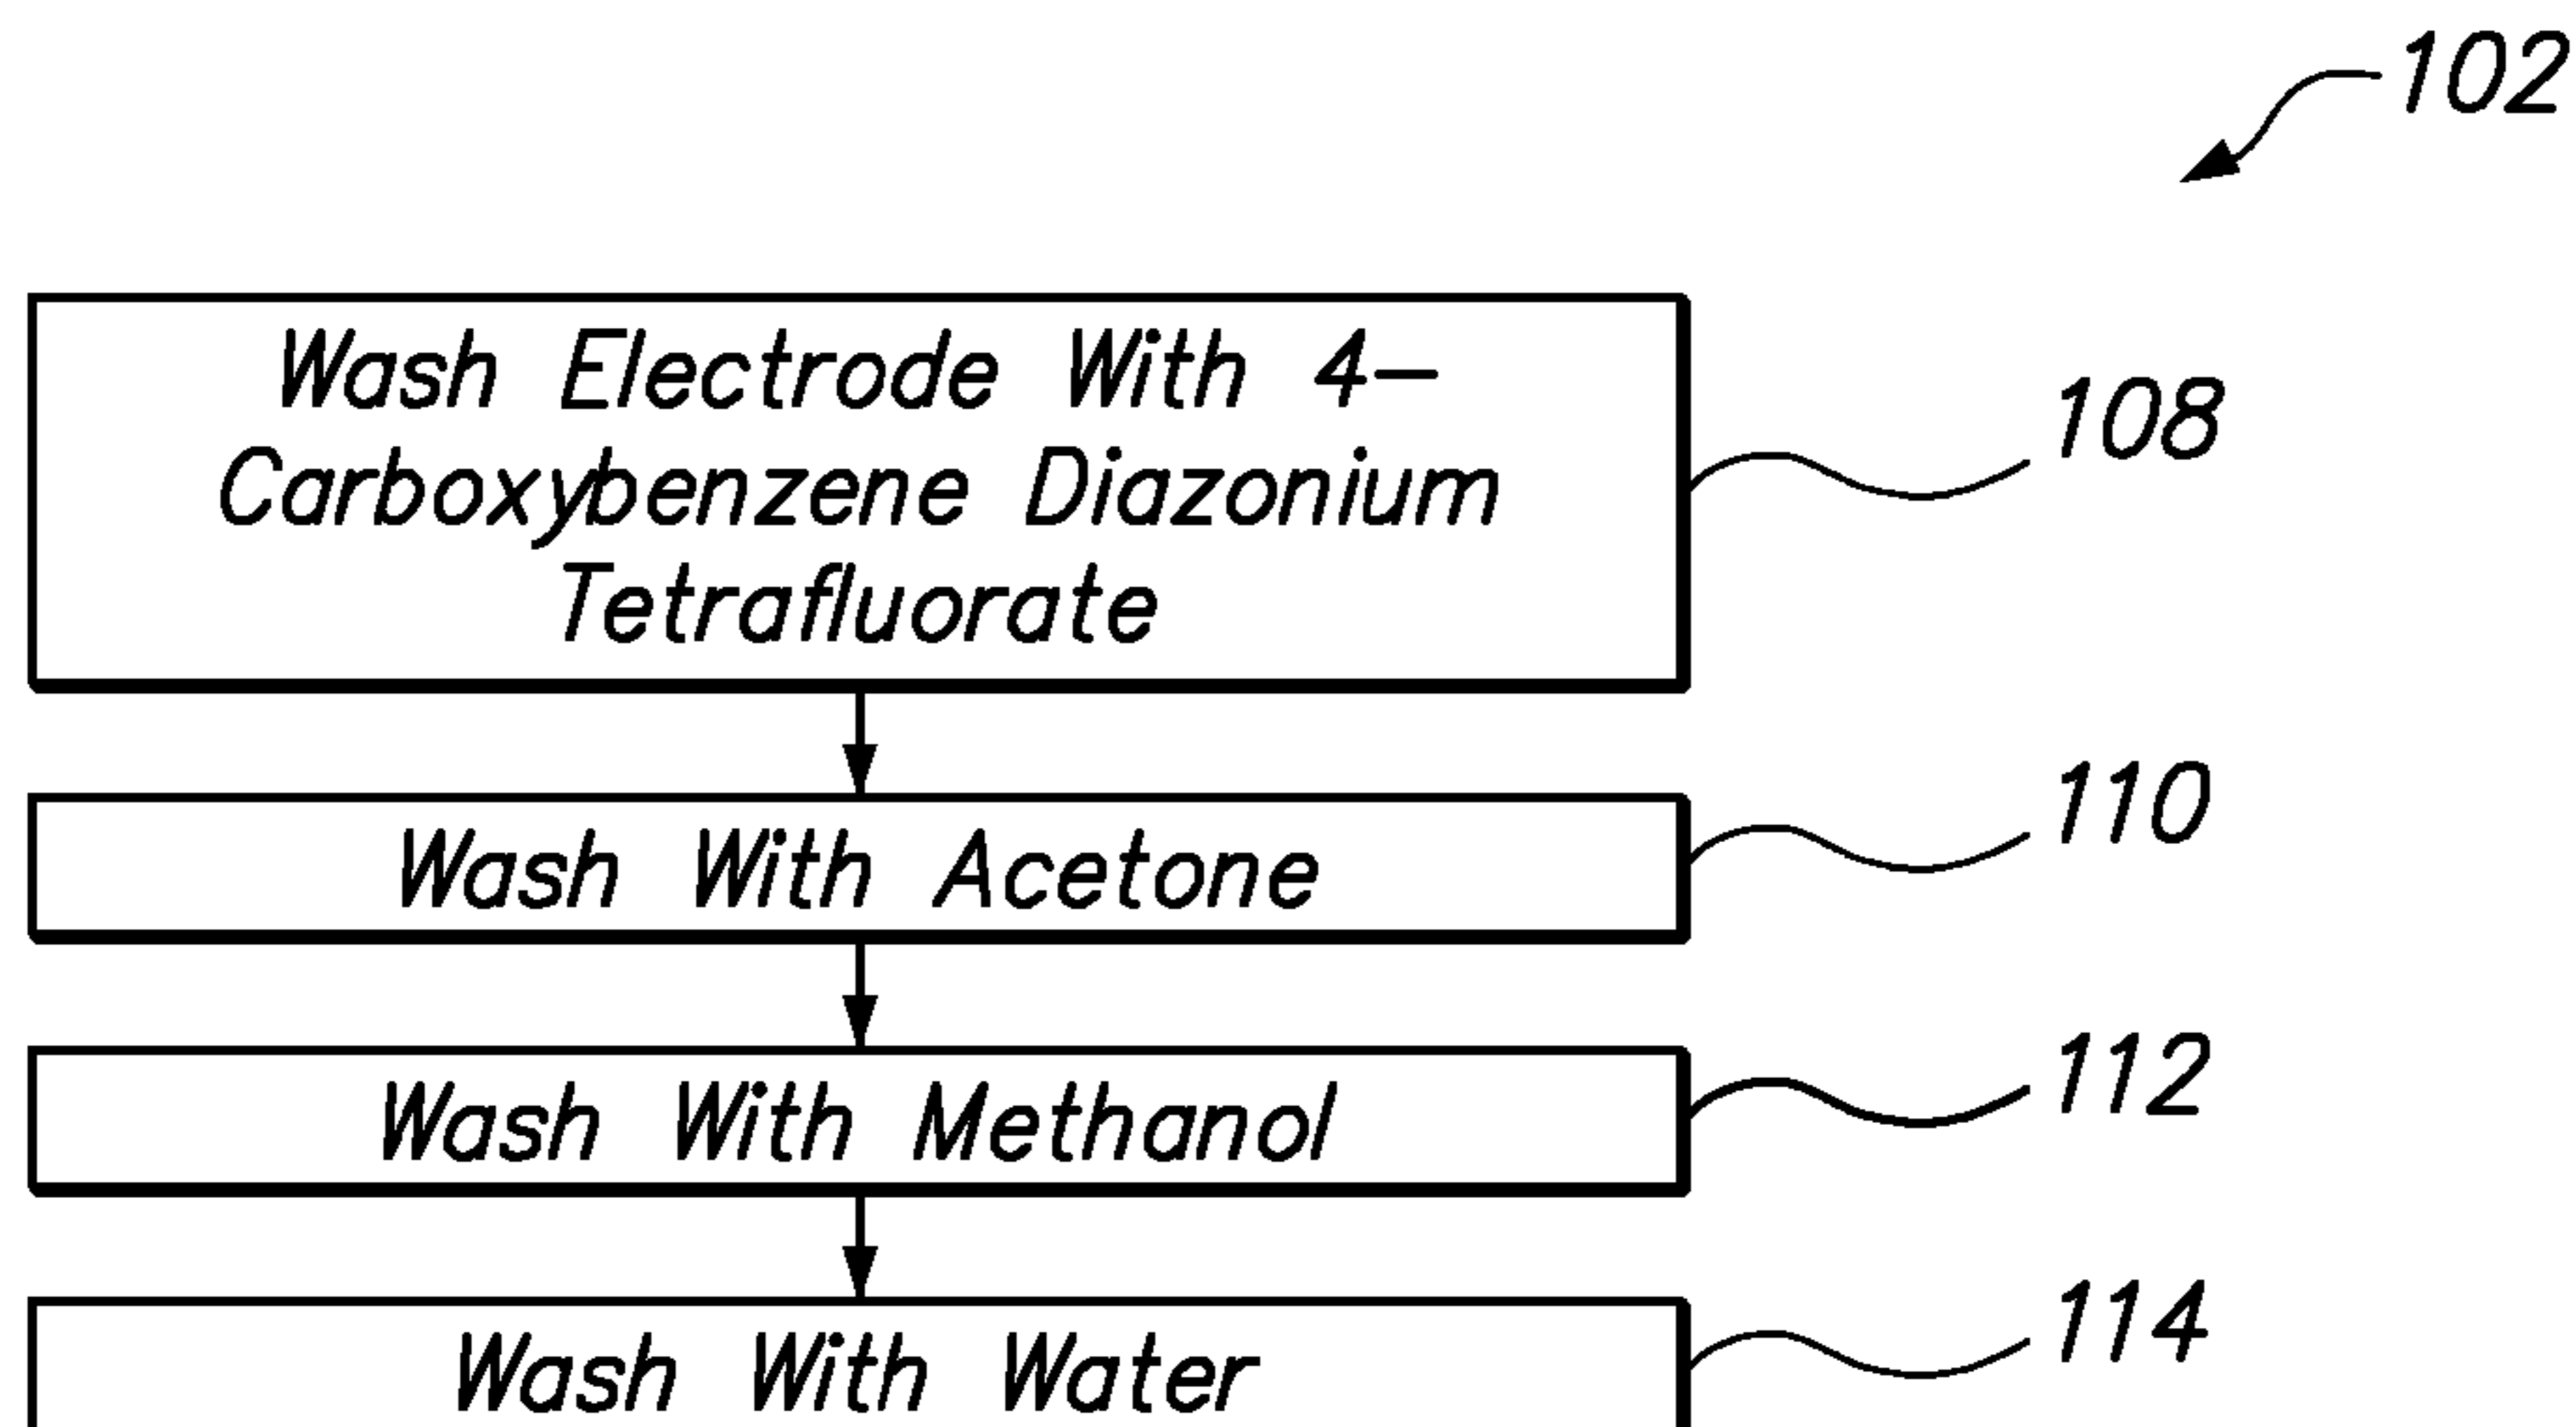 102
Wash Electrode With 4-
Carboxybenzene Diazonium
Tetrafluorate
108
Wash With Acetone
110
Wash With Methanol
112
Wash With Water
114